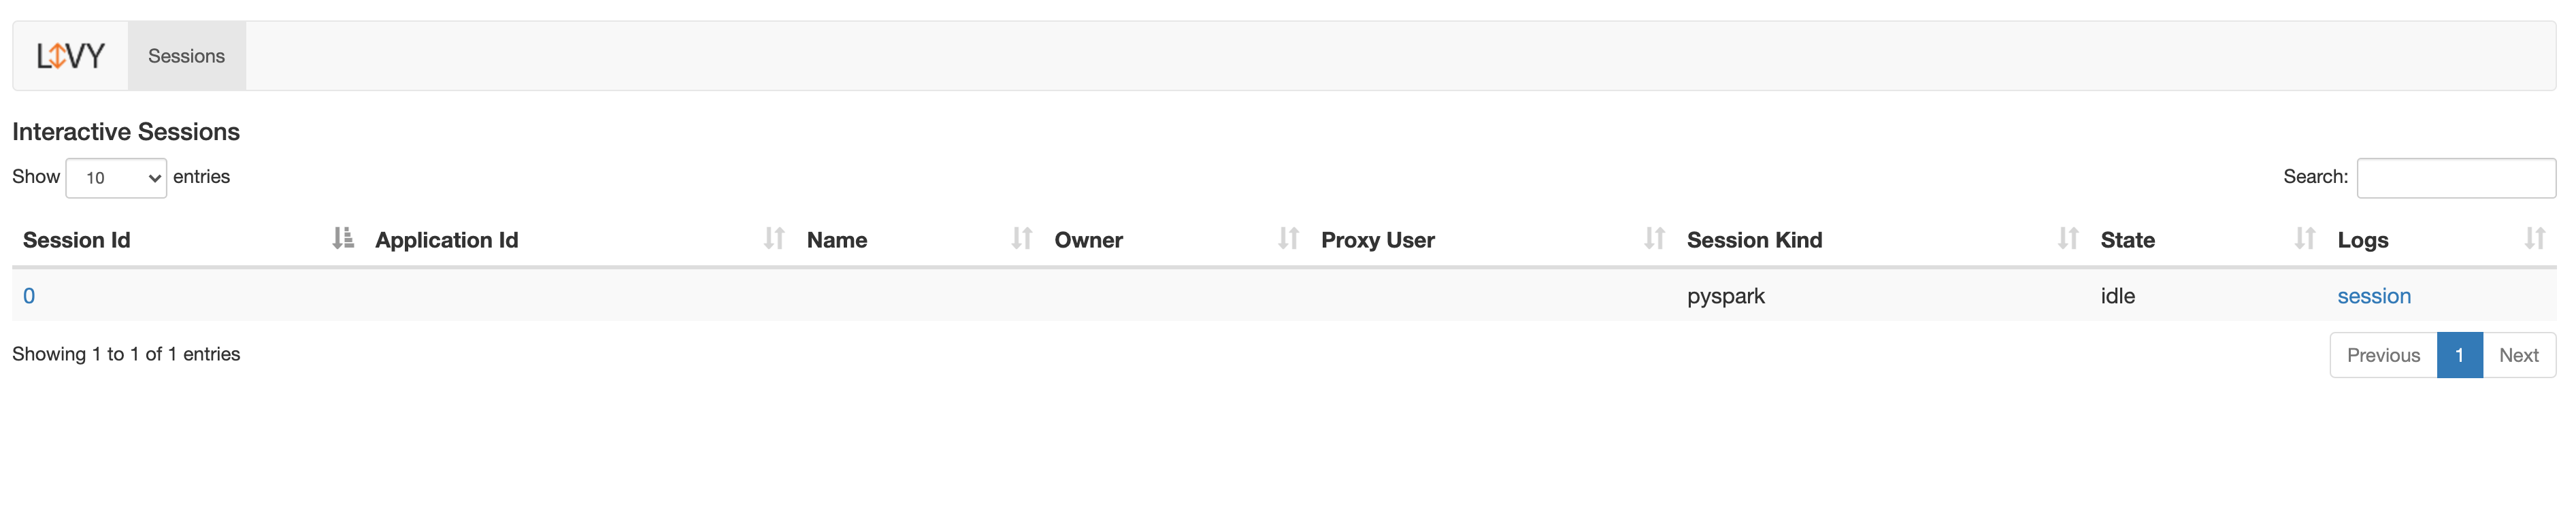 LIVY Sessions
Interactive Sessions
Show 10 entries Search:
Session Id Application Id Name Owner Proxy User Session Kind State Logs
0 pyspark idle session
Showing 1 to 1 of 1 entries Previous 1 Next